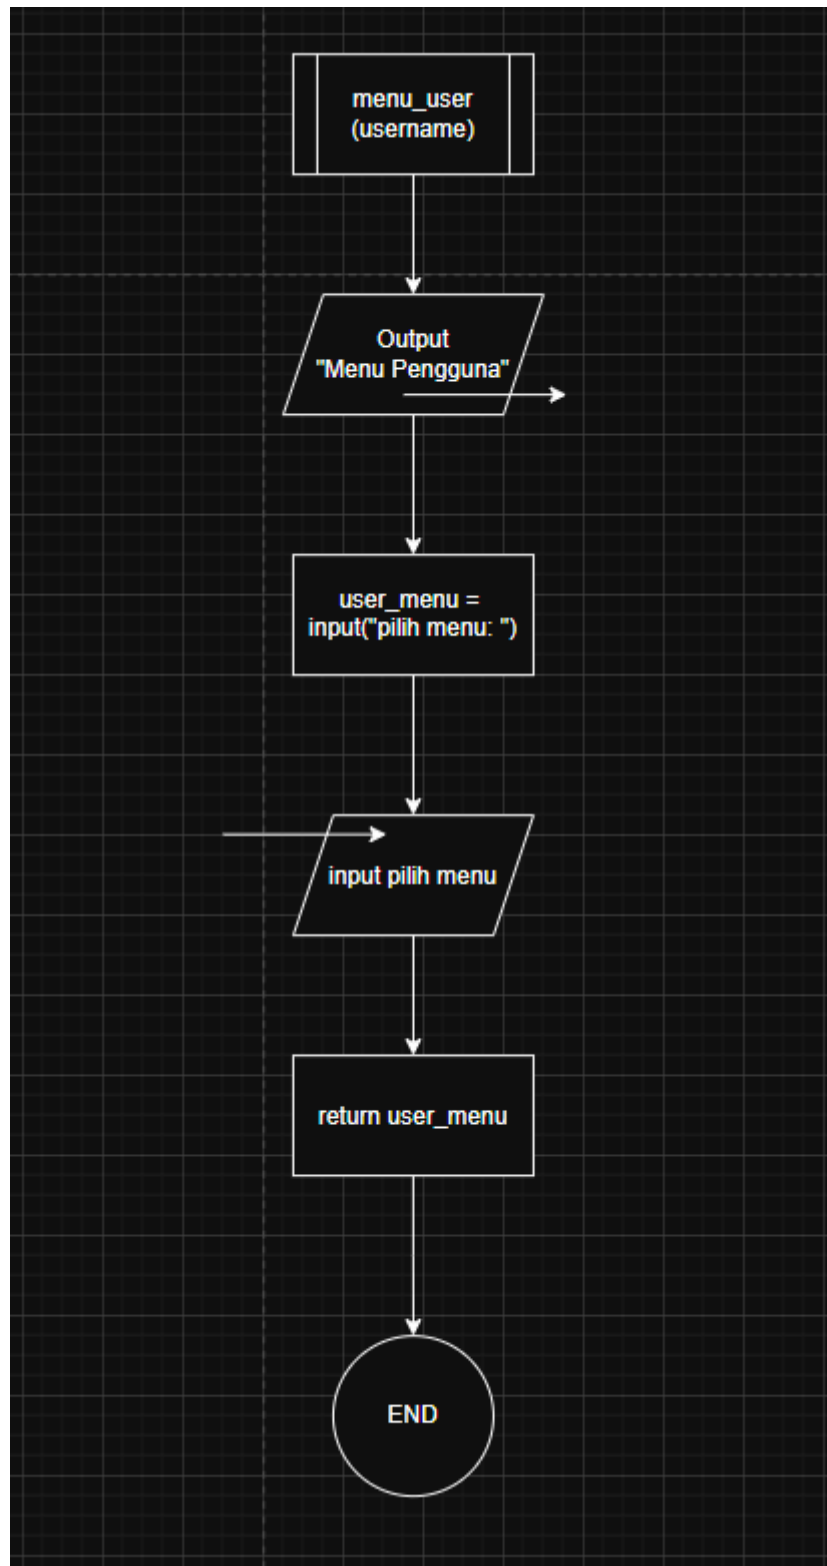 menu_user
(username)
Output
"Menu Pengguna"
user_menu =
input("pilih menu: ")
input pilih menu
return user_menu
END